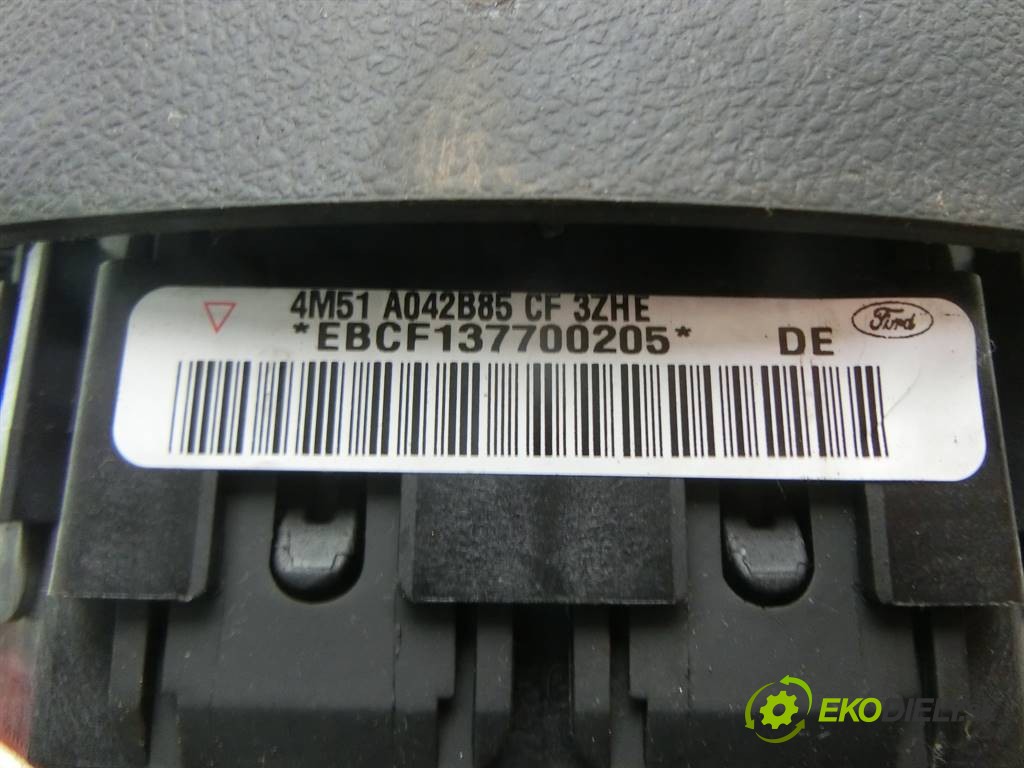 4M51 A042B85 CF 3ZHE
*EBCF137700205* DE
Ford
EKODIELY